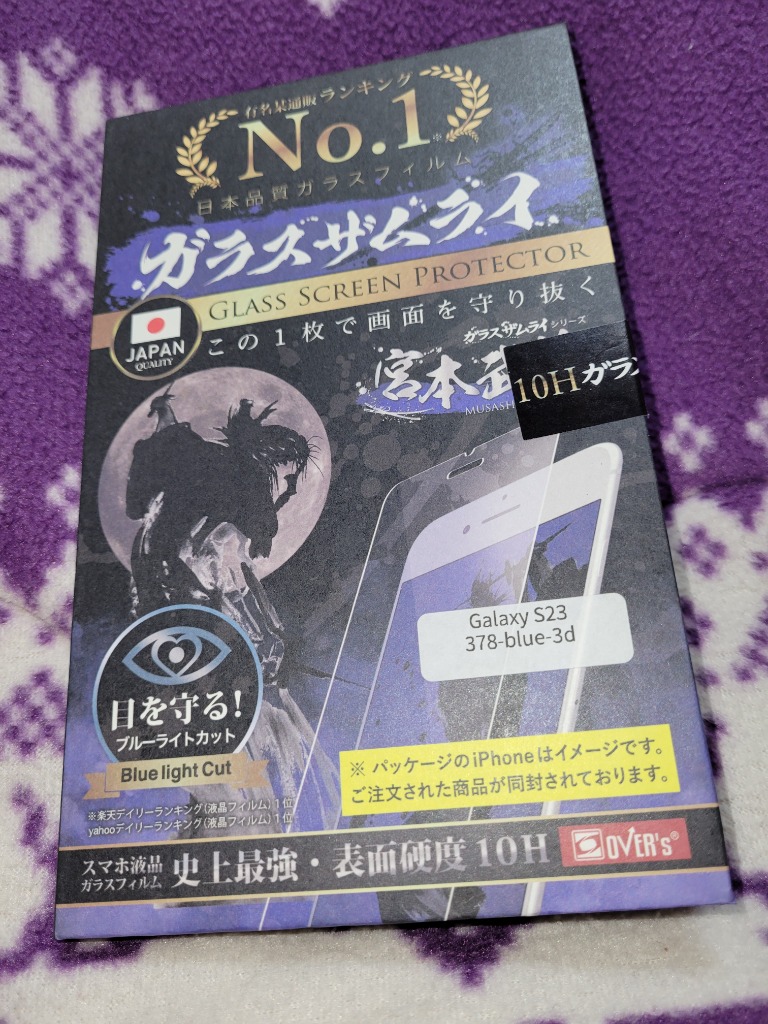 有名某通販ランキング
No.1※
日本品質ガラスフィルム
ガラスザムライ
GLASS SCREEN PROTECTOR
JAPAN
QUALITY
この1枚で画面を守り抜く
ガラスザムライシリーズ
宮本武
MUSASH
10Hガラ
Galaxy S23
378-blue-3d
目を守る!
ブルーライトカット
Blue light Cut
※ パッケージのiPhoneはイメージです。
ご注文された商品が同封されております。
※楽天デイリーランキング(液晶フィルム)1位
yahooデイリーランキング(液晶フィルム)1位
スマホ液晶
ガラスフィルム
史上最強・表面硬度10H
OVER's®